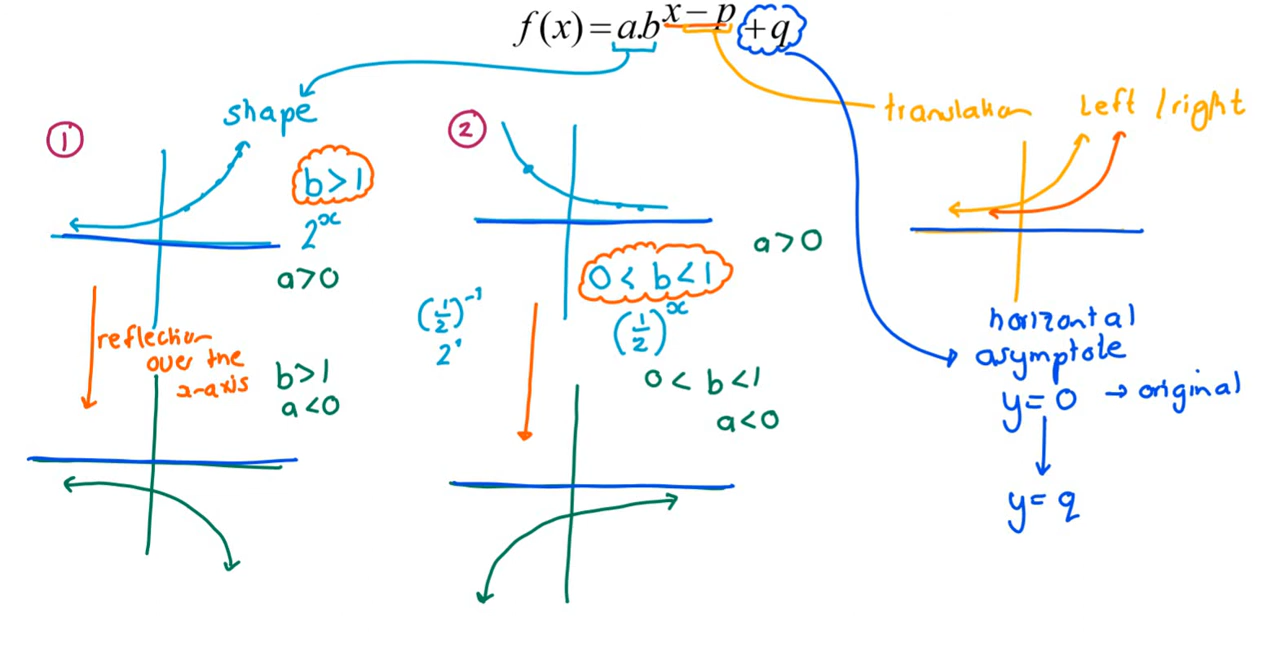 f(x) = a.b^{x-p} + q
shape
translation left / right
①
b > 1
2^x
a > 0
②
a > 0
0 < b < 1
(1/2)^x
(1/2)^{-1}
2^1
reflection
over the
x-axis
b > 1
a < 0
0 < b < 1
a < 0
horizontal
asymptote
y = 0 → original
y = q